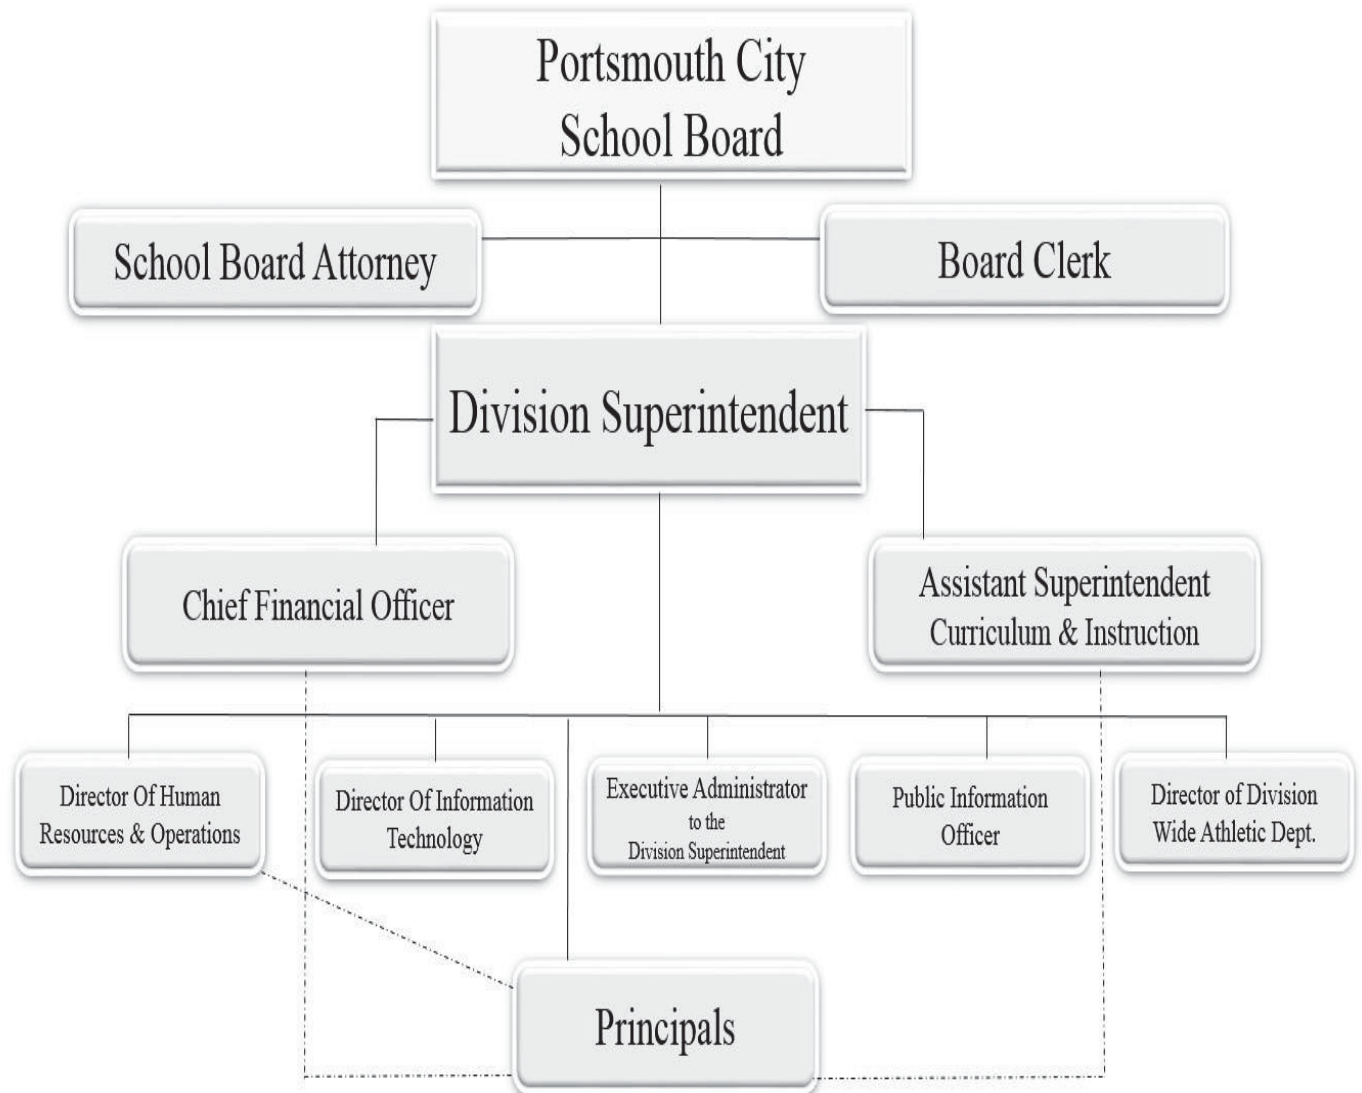 Portsmouth City
School Board
School Board Attorney
Board Clerk
Division Superintendent
Chief Financial Officer
Assistant Superintendent
Curriculum & Instruction
Director Of Human
Resources & Operations
Director Of Information
Technology
Executive Administrator
to the
Division Superintendent
Public Information
Officer
Director of Division
Wide Athletic Dept.
Principals